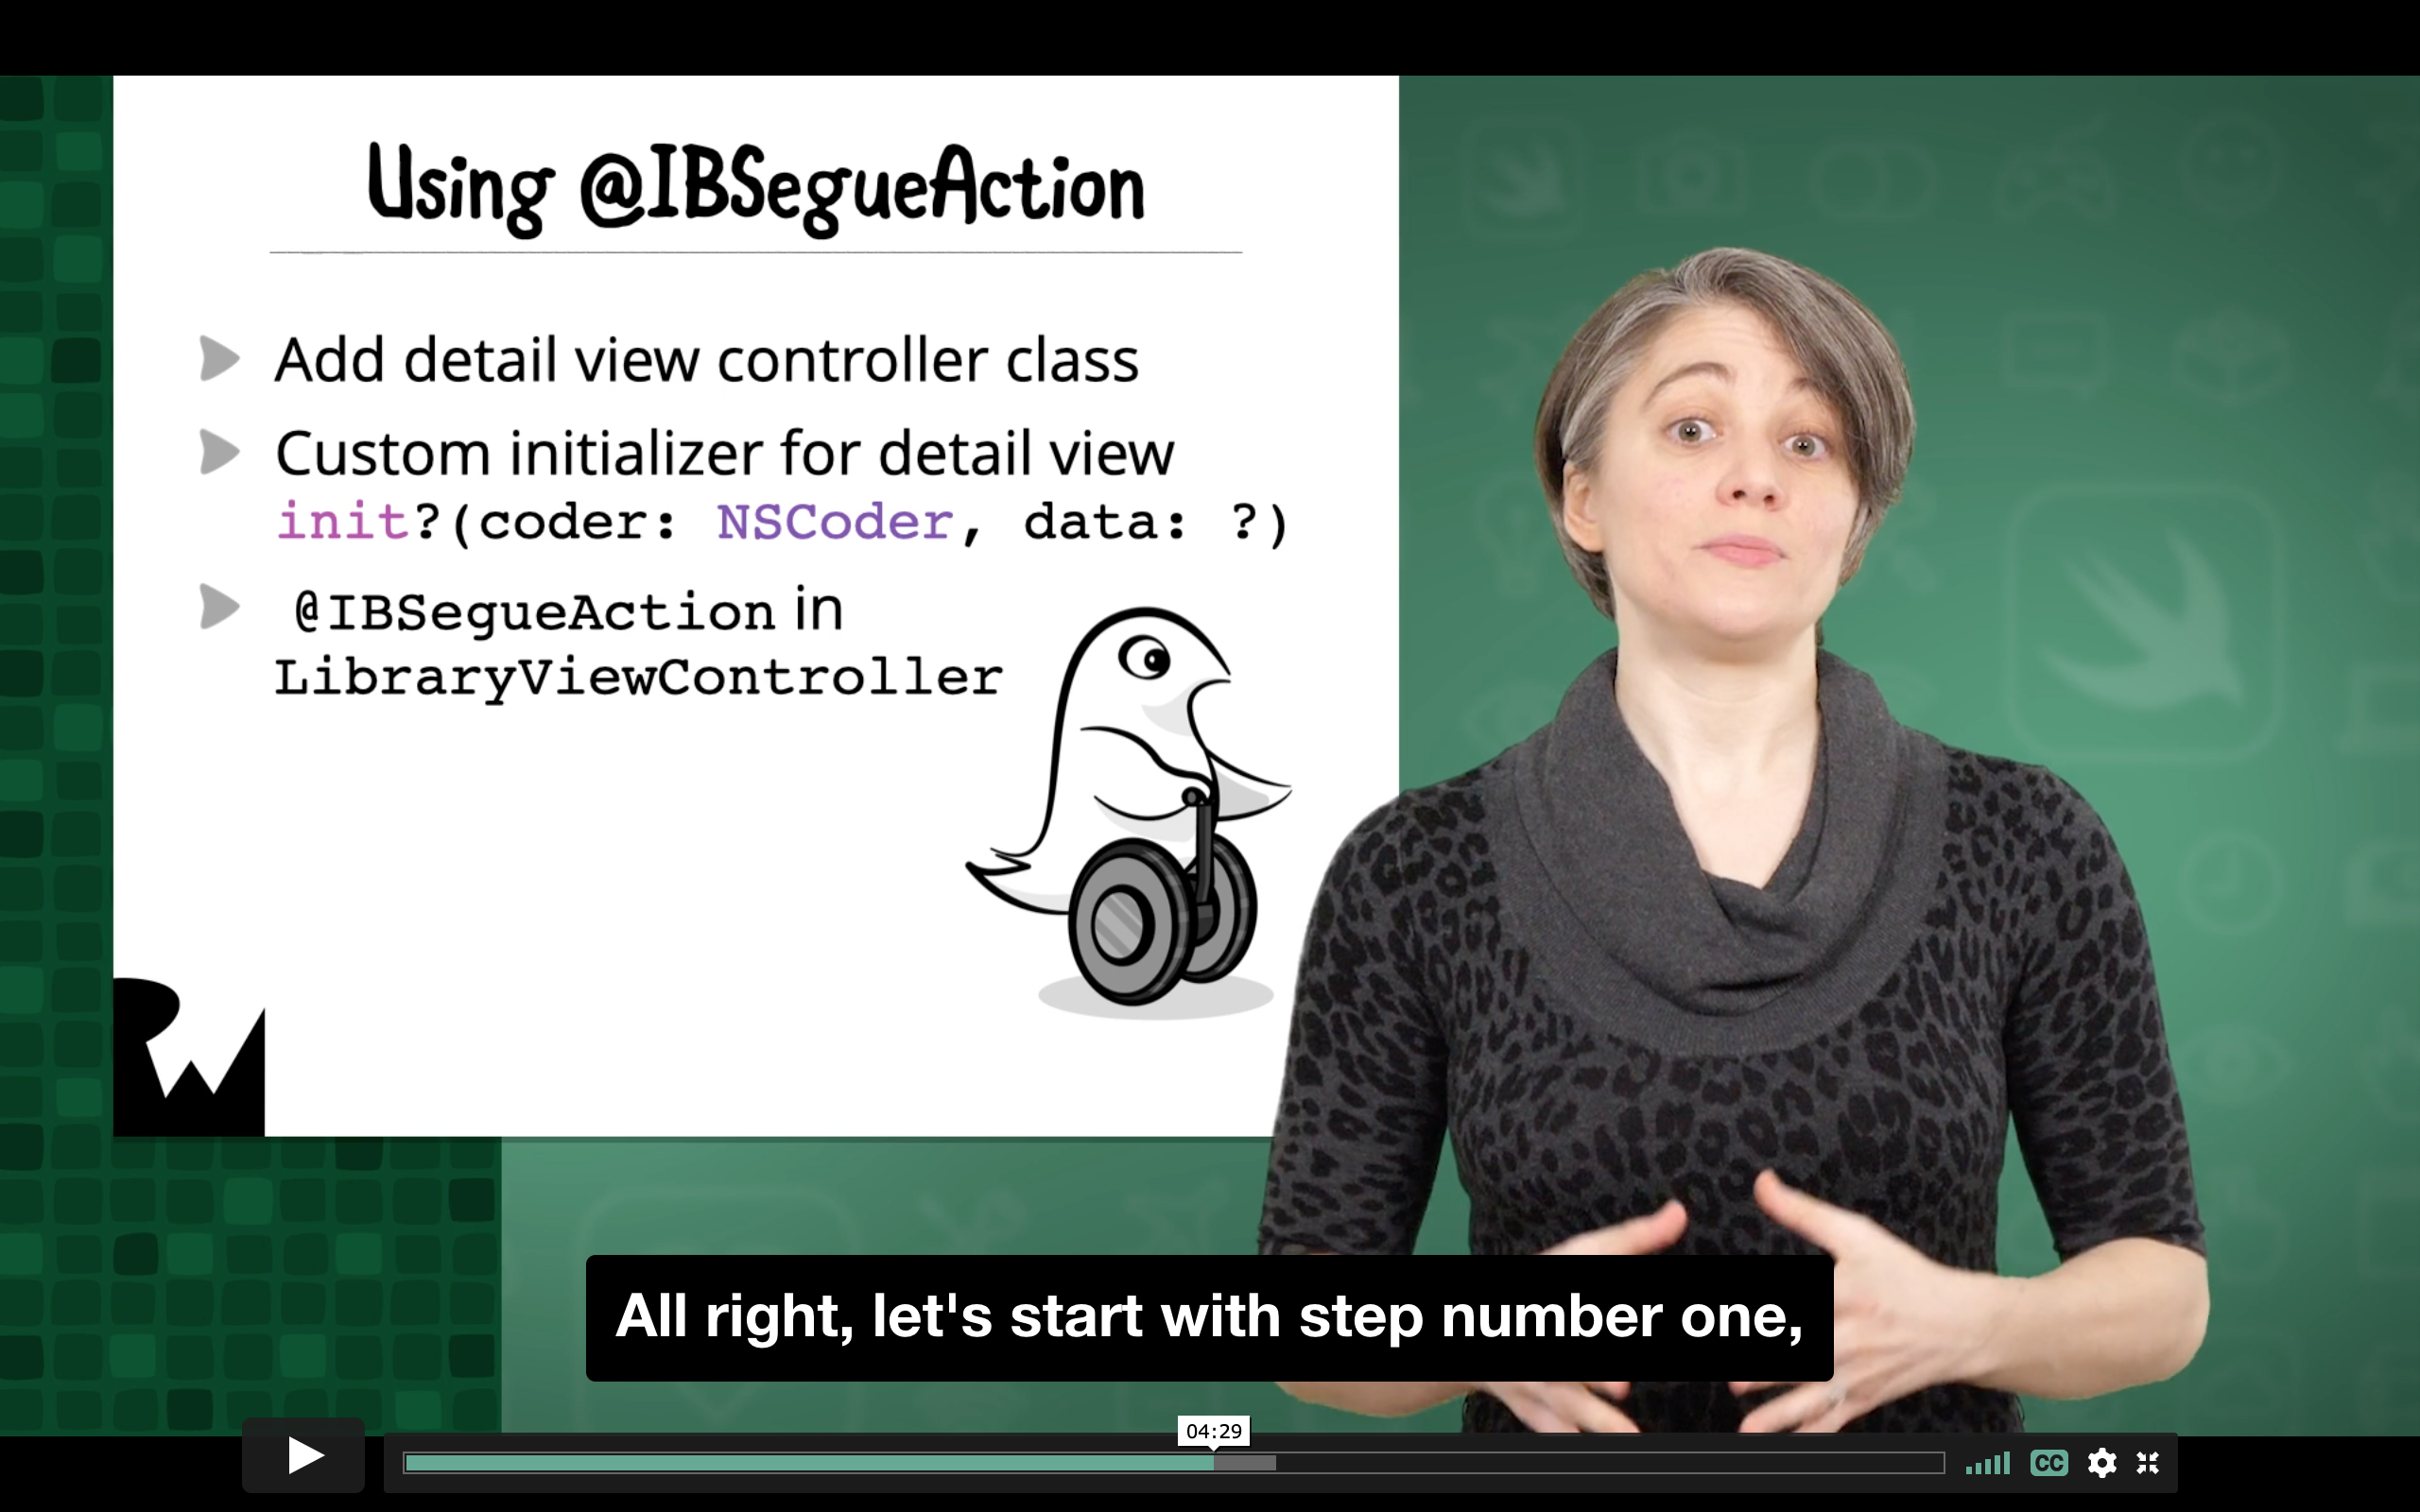 Using @IBSegueAction
Add detail view controller class
Custom initializer for detail view
init?(coder: NSCoder, data: ?)
@IBSegueAction in
LibraryViewController
RW
All right, let's start with step number one,
04:29
CC